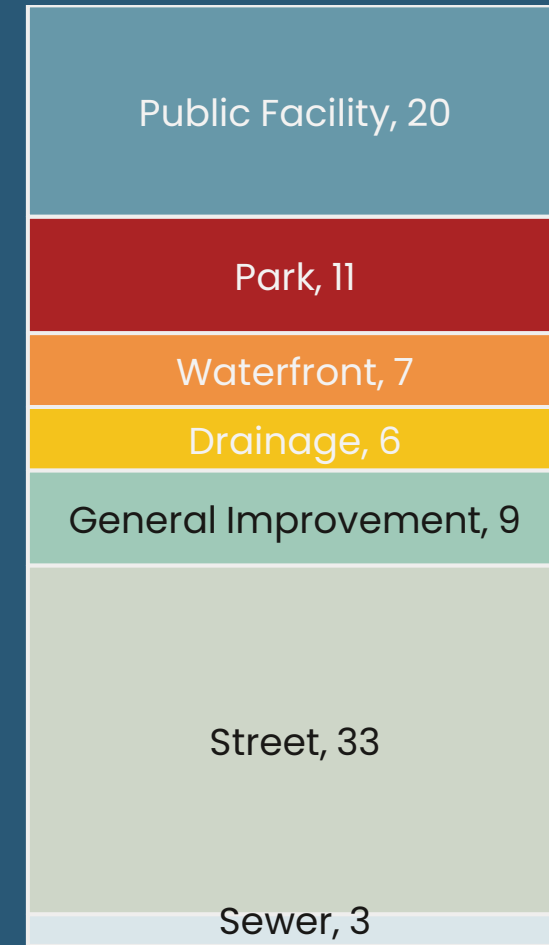 Public Facility, 20
Park, 11
Waterfront, 7
Drainage, 6
General Improvement, 9
Street, 33
Sewer, 3